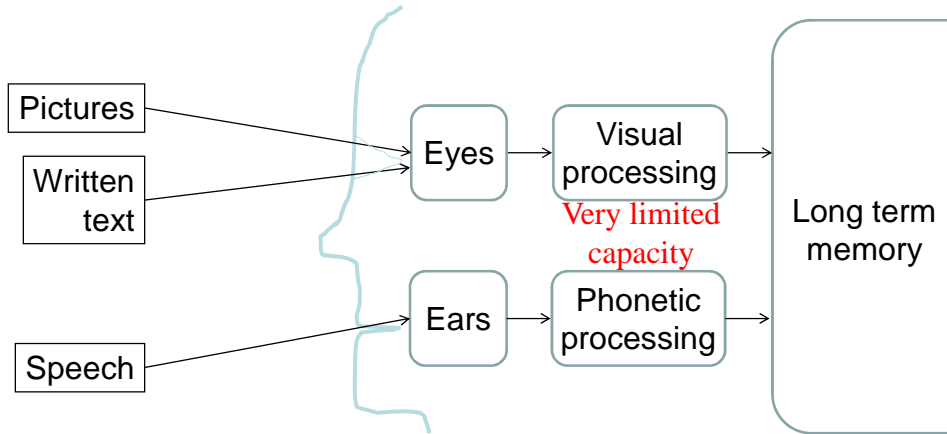 Pictures
Written
text
Speech
Eyes
Ears
Visual
processing
Very limited
capacity
Phonetic
processing
Long term
memory